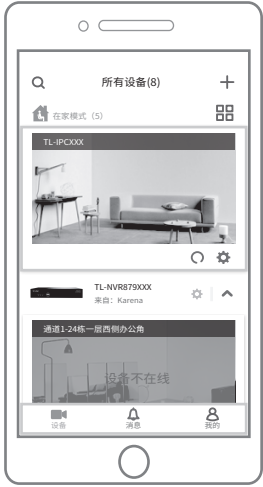 所有设备(8)
在家模式（5）
TL-IPCXXX
TL-NVR879XXX
来自：Karena
通道1-24栋一层西侧办公角
设备不在线
设备
消息
我的